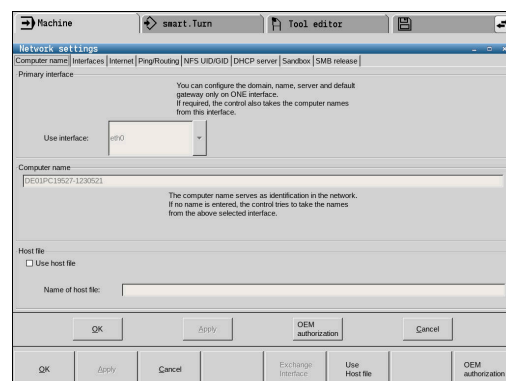 Machine
smart.Turn
Tool editor
Network settings
Computer name Interfaces Internet Ping/Routing NFS UID/GID DHCP server Sandbox SMB release
Primary interface
You can configure the domain, name, server and default
gateway only on ONE interface.
If required, the control also takes the computer names
from this interface.
Use interface:
eth0
Computer name
DE01PC19527-1230521
The computer name serves as identification in the network.
If no name is entered, the control tries to take the names
from the above selected interface.
Host file
Use host file
Name of host file:
OK
Apply
OEM
authorization
Cancel
OK
Apply
Cancel
Exchange
Interface
Use
Host file
OEM
authorization